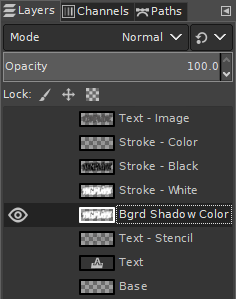 Layers Channels Paths
Mode Normal
Opacity 100.0
Lock:
Text - Image
Stroke - Color
Stroke - Black
Stroke - White
Bgrd Shadow Color
Text - Stencil
Text
Base